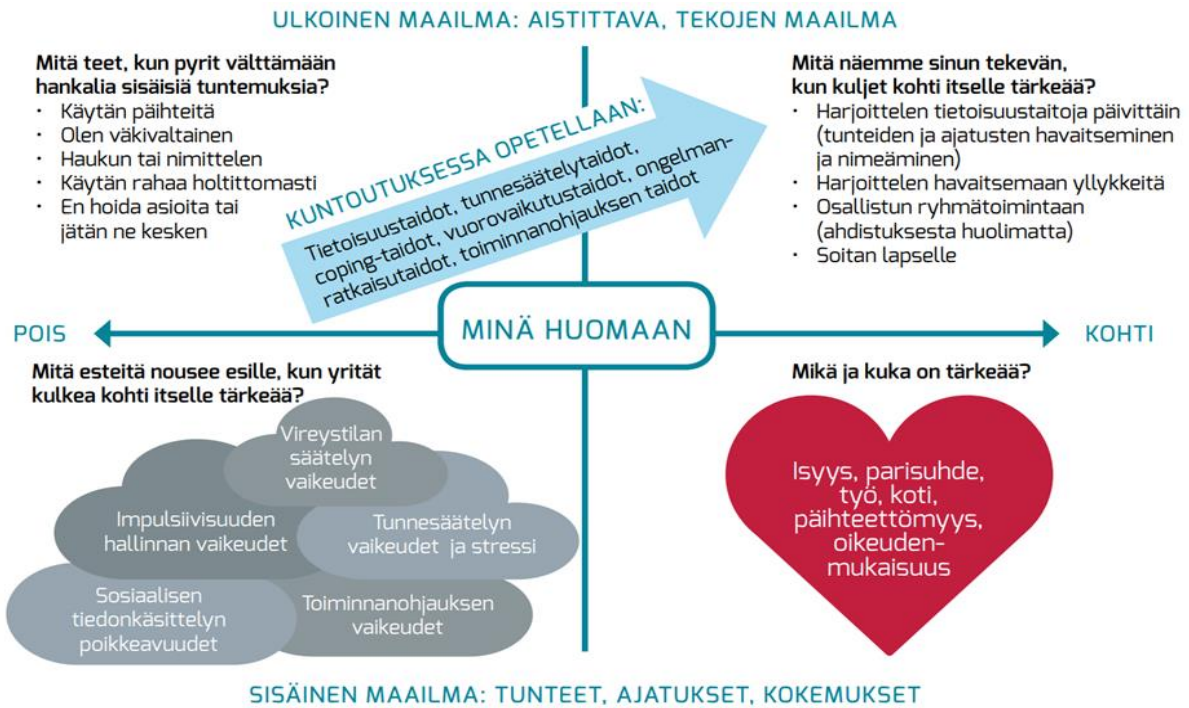 ULKOINEN MAAILMA: AISTITTAVA, TEKOJEN MAAILMA
Mitä teet, kun pyrit välttämään
hankalia sisäisiä tuntemuksia?
· Käytän päihteitä
· Olen väkivaltainen
· Haukun tai nimittelen
· Käytän rahaa holtittomasti
· En hoida asioita tai
jätän ne kesken
KUNTOUTUKSESSA OPETELLAAN:
Tietoisuustaidot, tunnesäätelytaidot,
coping-taidot, vuorovaikutustaidot, ongelman-
ratkaisutaidot, toiminnanohjauksen taidot
Mitä näemme sinun tekevän,
kun kuljet kohti itselle tärkeää?
· Harjoittelen tietoisuustaitoja päivittäin
(tunteiden ja ajatusten havaitseminen
ja nimeäminen)
· Harjoittelen havaitsemaan yllykkeitä
· Osallistun ryhmätoimintaan
(ahdistuksesta huolimatta)
· Soitan lapselle
POIS
MINÄ HUOMAAN
KOHTI
Mitä esteitä nousee esille, kun yrität
kulkea kohti itselle tärkeää?
Vireystilan
säätelyn
vaikeudet
Impulsiivisuuden
hallinnan vaikeudet
Tunnesäätelyn
vaikeudet ja stressi
Sosiaalisen
tiedonkäsittelyn
poikkeavuudet
Toiminnanohjauksen
vaikeudet
Mikä ja kuka on tärkeää?
Isyys, parisuhde,
työ, koti,
päihteettömyys,
oikeuden-
mukaisuus
SISÄINEN MAAILMA: TUNTEET, AJATUKSET, KOKEMUKSET